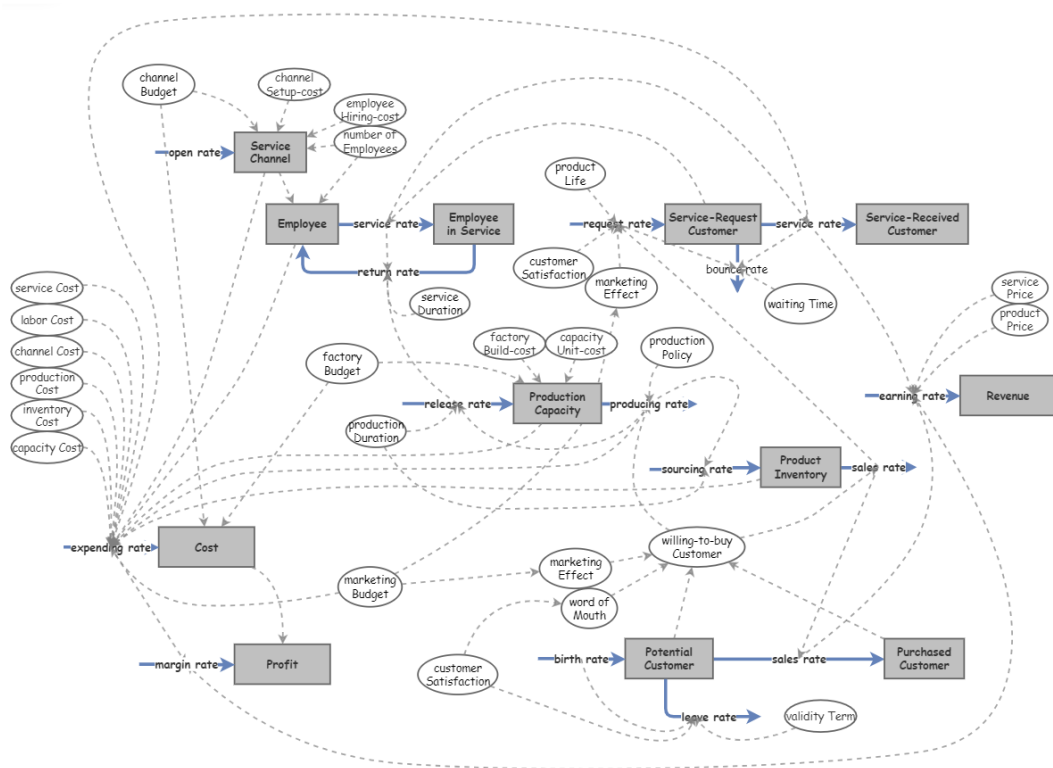 channel
Budget
channel
Setup-cost
employee
Hiring-cost
number of
Employees
open rate
Service
Channel
product
Life
Employee
service rate
Employee
in Service
request rate
Service-Request
Customer
service rate
Service-Received
Customer
return rate
customer
Satisfaction
marketing
Effect
bounce rate
service Cost
labor Cost
channel Cost
production
Cost
inventory
Cost
capacity Cost
service
Duration
waiting Time
service
Price
product
Price
factory
Budget
factory
Build-cost
capacity
Unit-cost
production
Policy
release rate
Production
Capacity
producing rate
earning rate
Revenue
production
Duration
sourcing rate
Product
Inventory
sales rate
expending rate
Cost
willing-to-buy
Customer
marketing
Budget
marketing
Effect
word of
Mouth
margin rate
Profit
customer
Satisfaction
birth rate
Potential
Customer
sales rate
Purchased
Customer
leave rate
validity Term